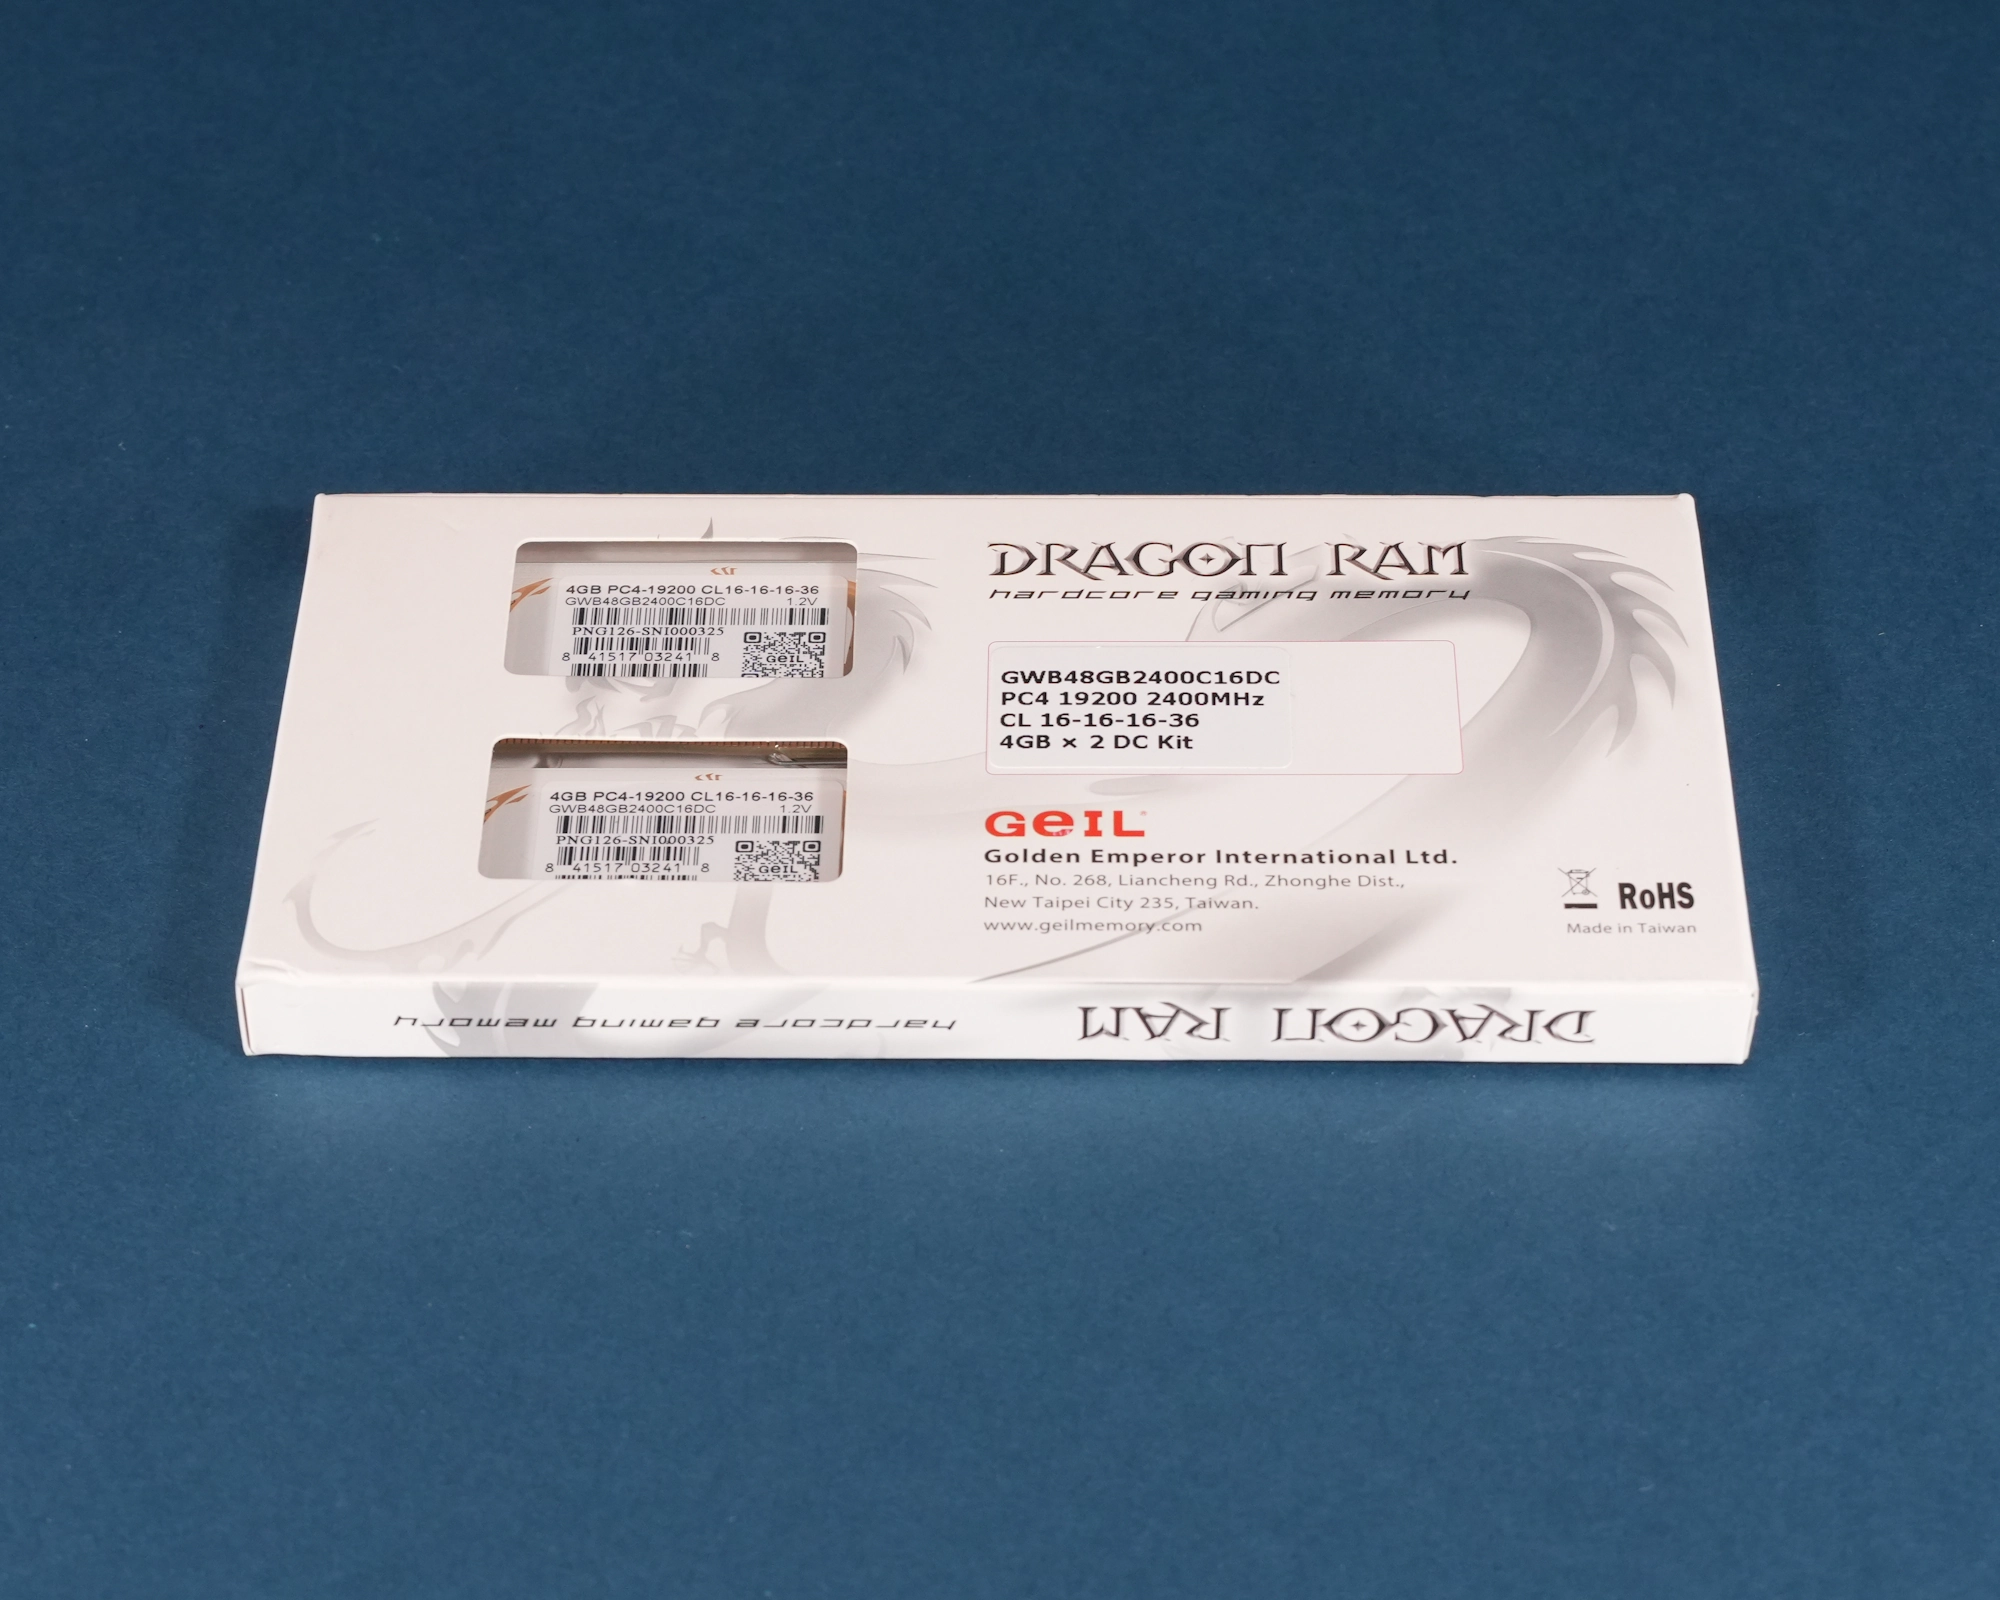 4GB PC4-19200 CL16-16-16-36
GWB48GB2400C16DC 1.2V
PNG126-SNI000325
8 41517 03241 8
GeIL
4GB PC4-19200 CL16-16-16-36
GWB48GB2400C16DC 1.2V
PNG126-SNI000325
8 41517 03241 8
GeIL
DRAGON RAM
hardcore gaming memory
GWB48GB2400C16DC
PC4 19200 2400MHz
CL 16-16-16-36
4GB × 2 DC Kit
GeIL
Golden Emperor International Ltd.
16F., No. 268, Liancheng Rd., Zhonghe Dist.,
New Taipei City 235, Taiwan.
www.geilmemory.com
RoHS
Made in Taiwan
DRAGON RAM
hardcore gaming memory